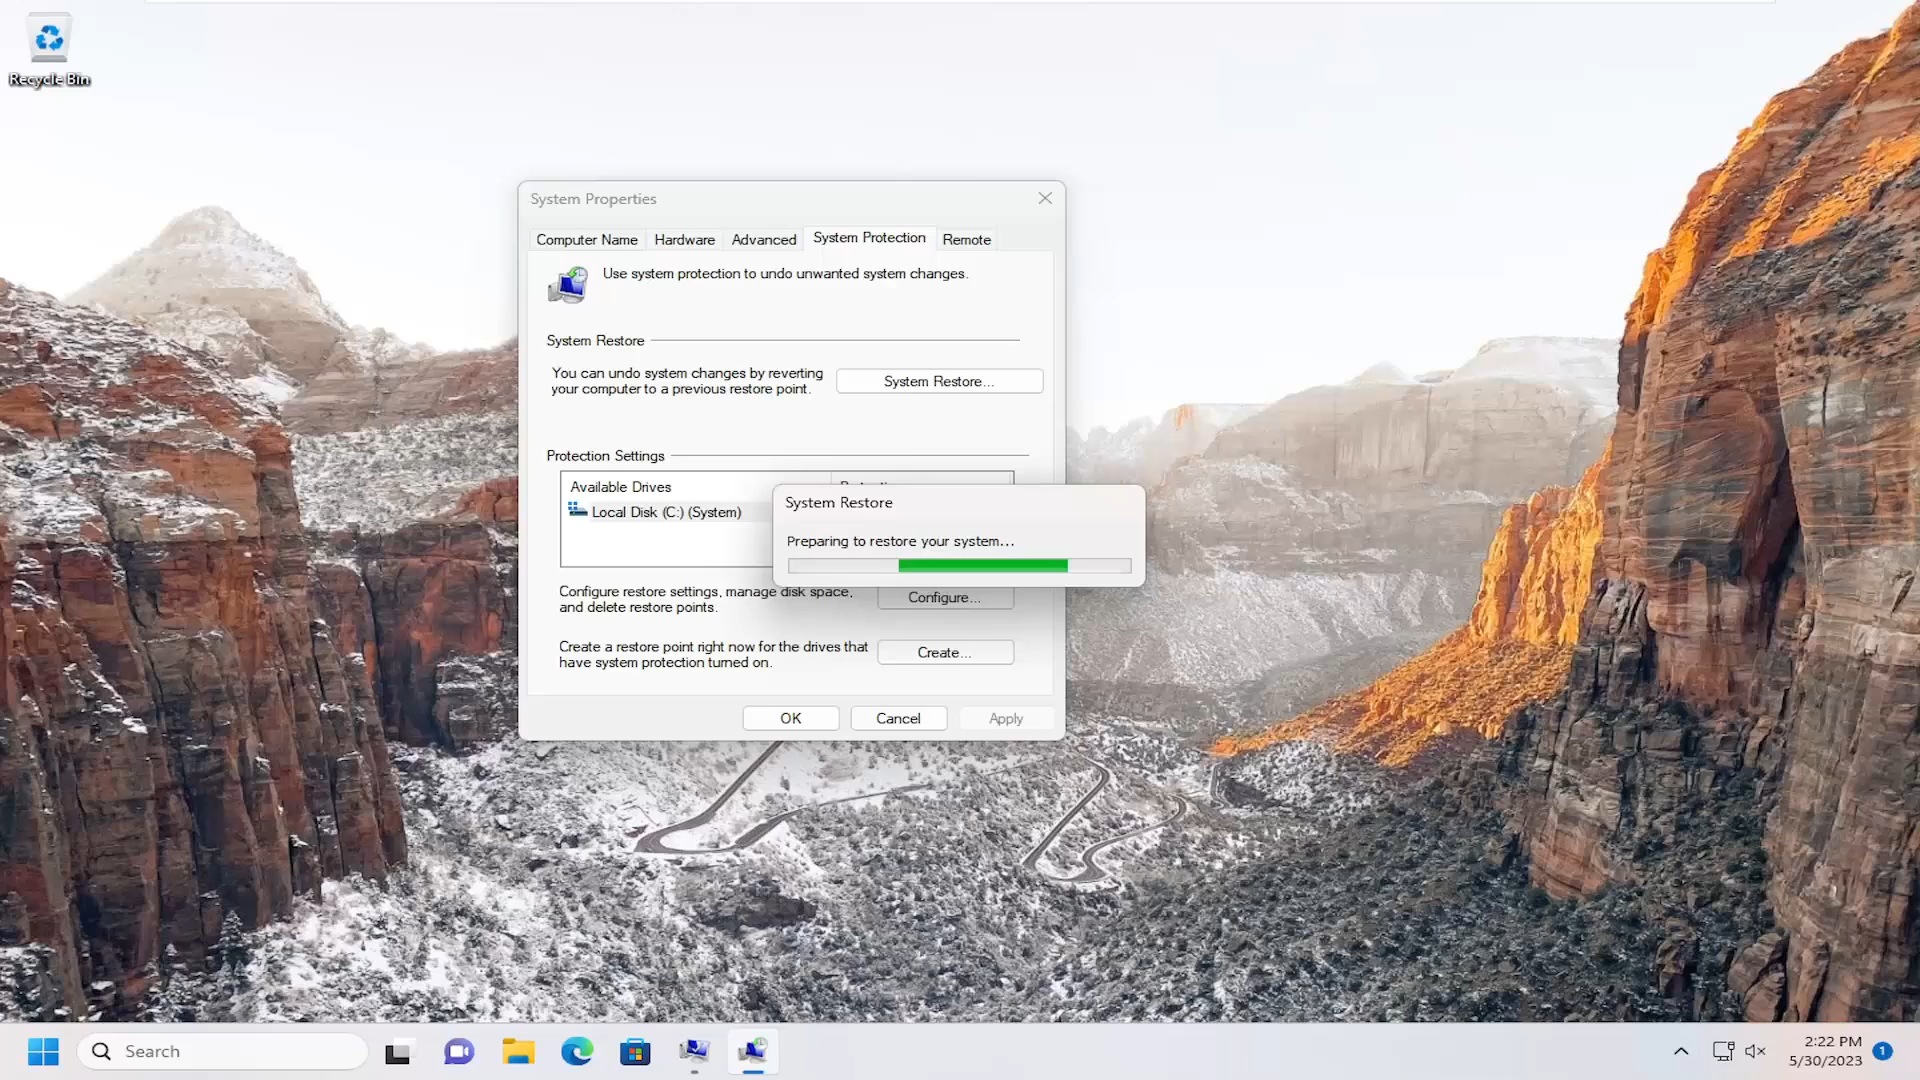 Recycle Bin
System Properties
Computer Name
Hardware
Advanced
System Protection
Remote
Use system protection to undo unwanted system changes.
System Restore
You can undo system changes by reverting
your computer to a previous restore point.
System Restore...
Protection Settings
Available Drives
Local Disk (C:) (System)
System Restore
Preparing to restore your system...
Configure restore settings, manage disk space,
and delete restore points.
Configure...
Create a restore point right now for the drives that
have system protection turned on.
Create...
OK
Cancel
Apply
Search
2:22 PM
5/30/2023
1